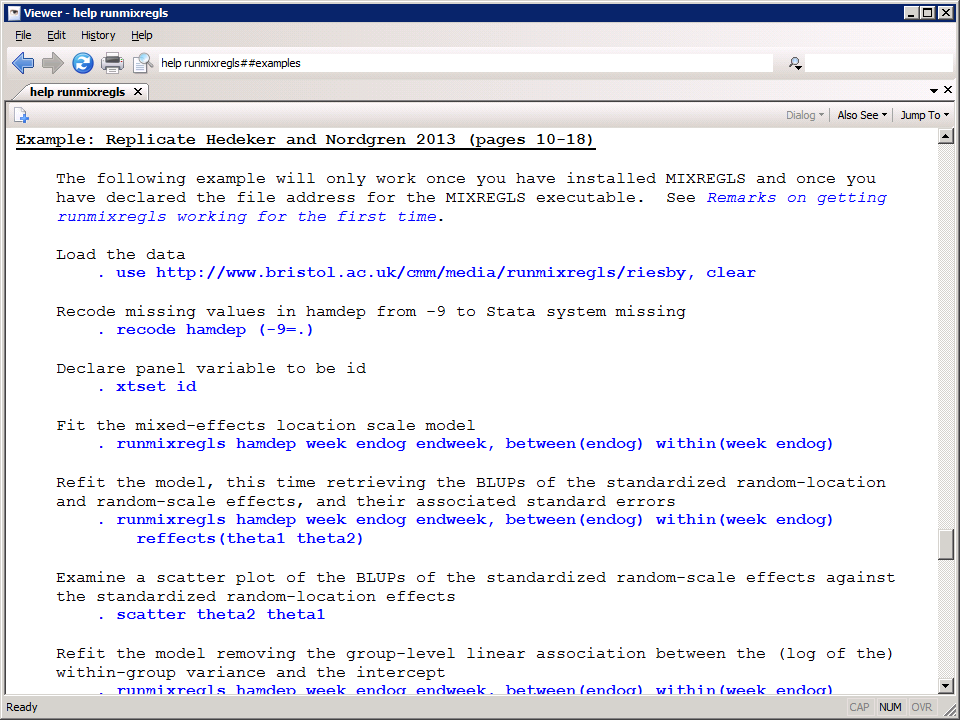 Viewer - help runmixregls
File Edit History Help
help runmixregls##examples
help runmixregls
Dialog Also See Jump To
Example: Replicate Hedeker and Nordgren 2013 (pages 10-18)
The following example will only work once you have installed MIXREGLS and once you
have declared the file address for the MIXREGLS executable. See Remarks on getting
runmixregls working for the first time.
Load the data
. use http://www.bristol.ac.uk/cmm/media/runmixregls/riesby, clear
Recode missing values in hamdep from -9 to Stata system missing
. recode hamdep (-9=.)
Declare panel variable to be id
. xtset id
Fit the mixed-effects location scale model
. runmixregls hamdep week endog endweek, between(endog) within(week endog)
Refit the model, this time retrieving the BLUPs of the standardized random-location
and random-scale effects, and their associated standard errors
. runmixregls hamdep week endog endweek, between(endog) within(week endog)
reffects(theta1 theta2)
Examine a scatter plot of the BLUPs of the standardized random-scale effects against
the standardized random-location effects
. scatter theta2 theta1
Refit the model removing the group-level linear association between the (log of the)
within-group variance and the intercept
. runmixregls hamdep week endog endweek, between(endog) within(week endog)
Ready
CAP NUM OVR